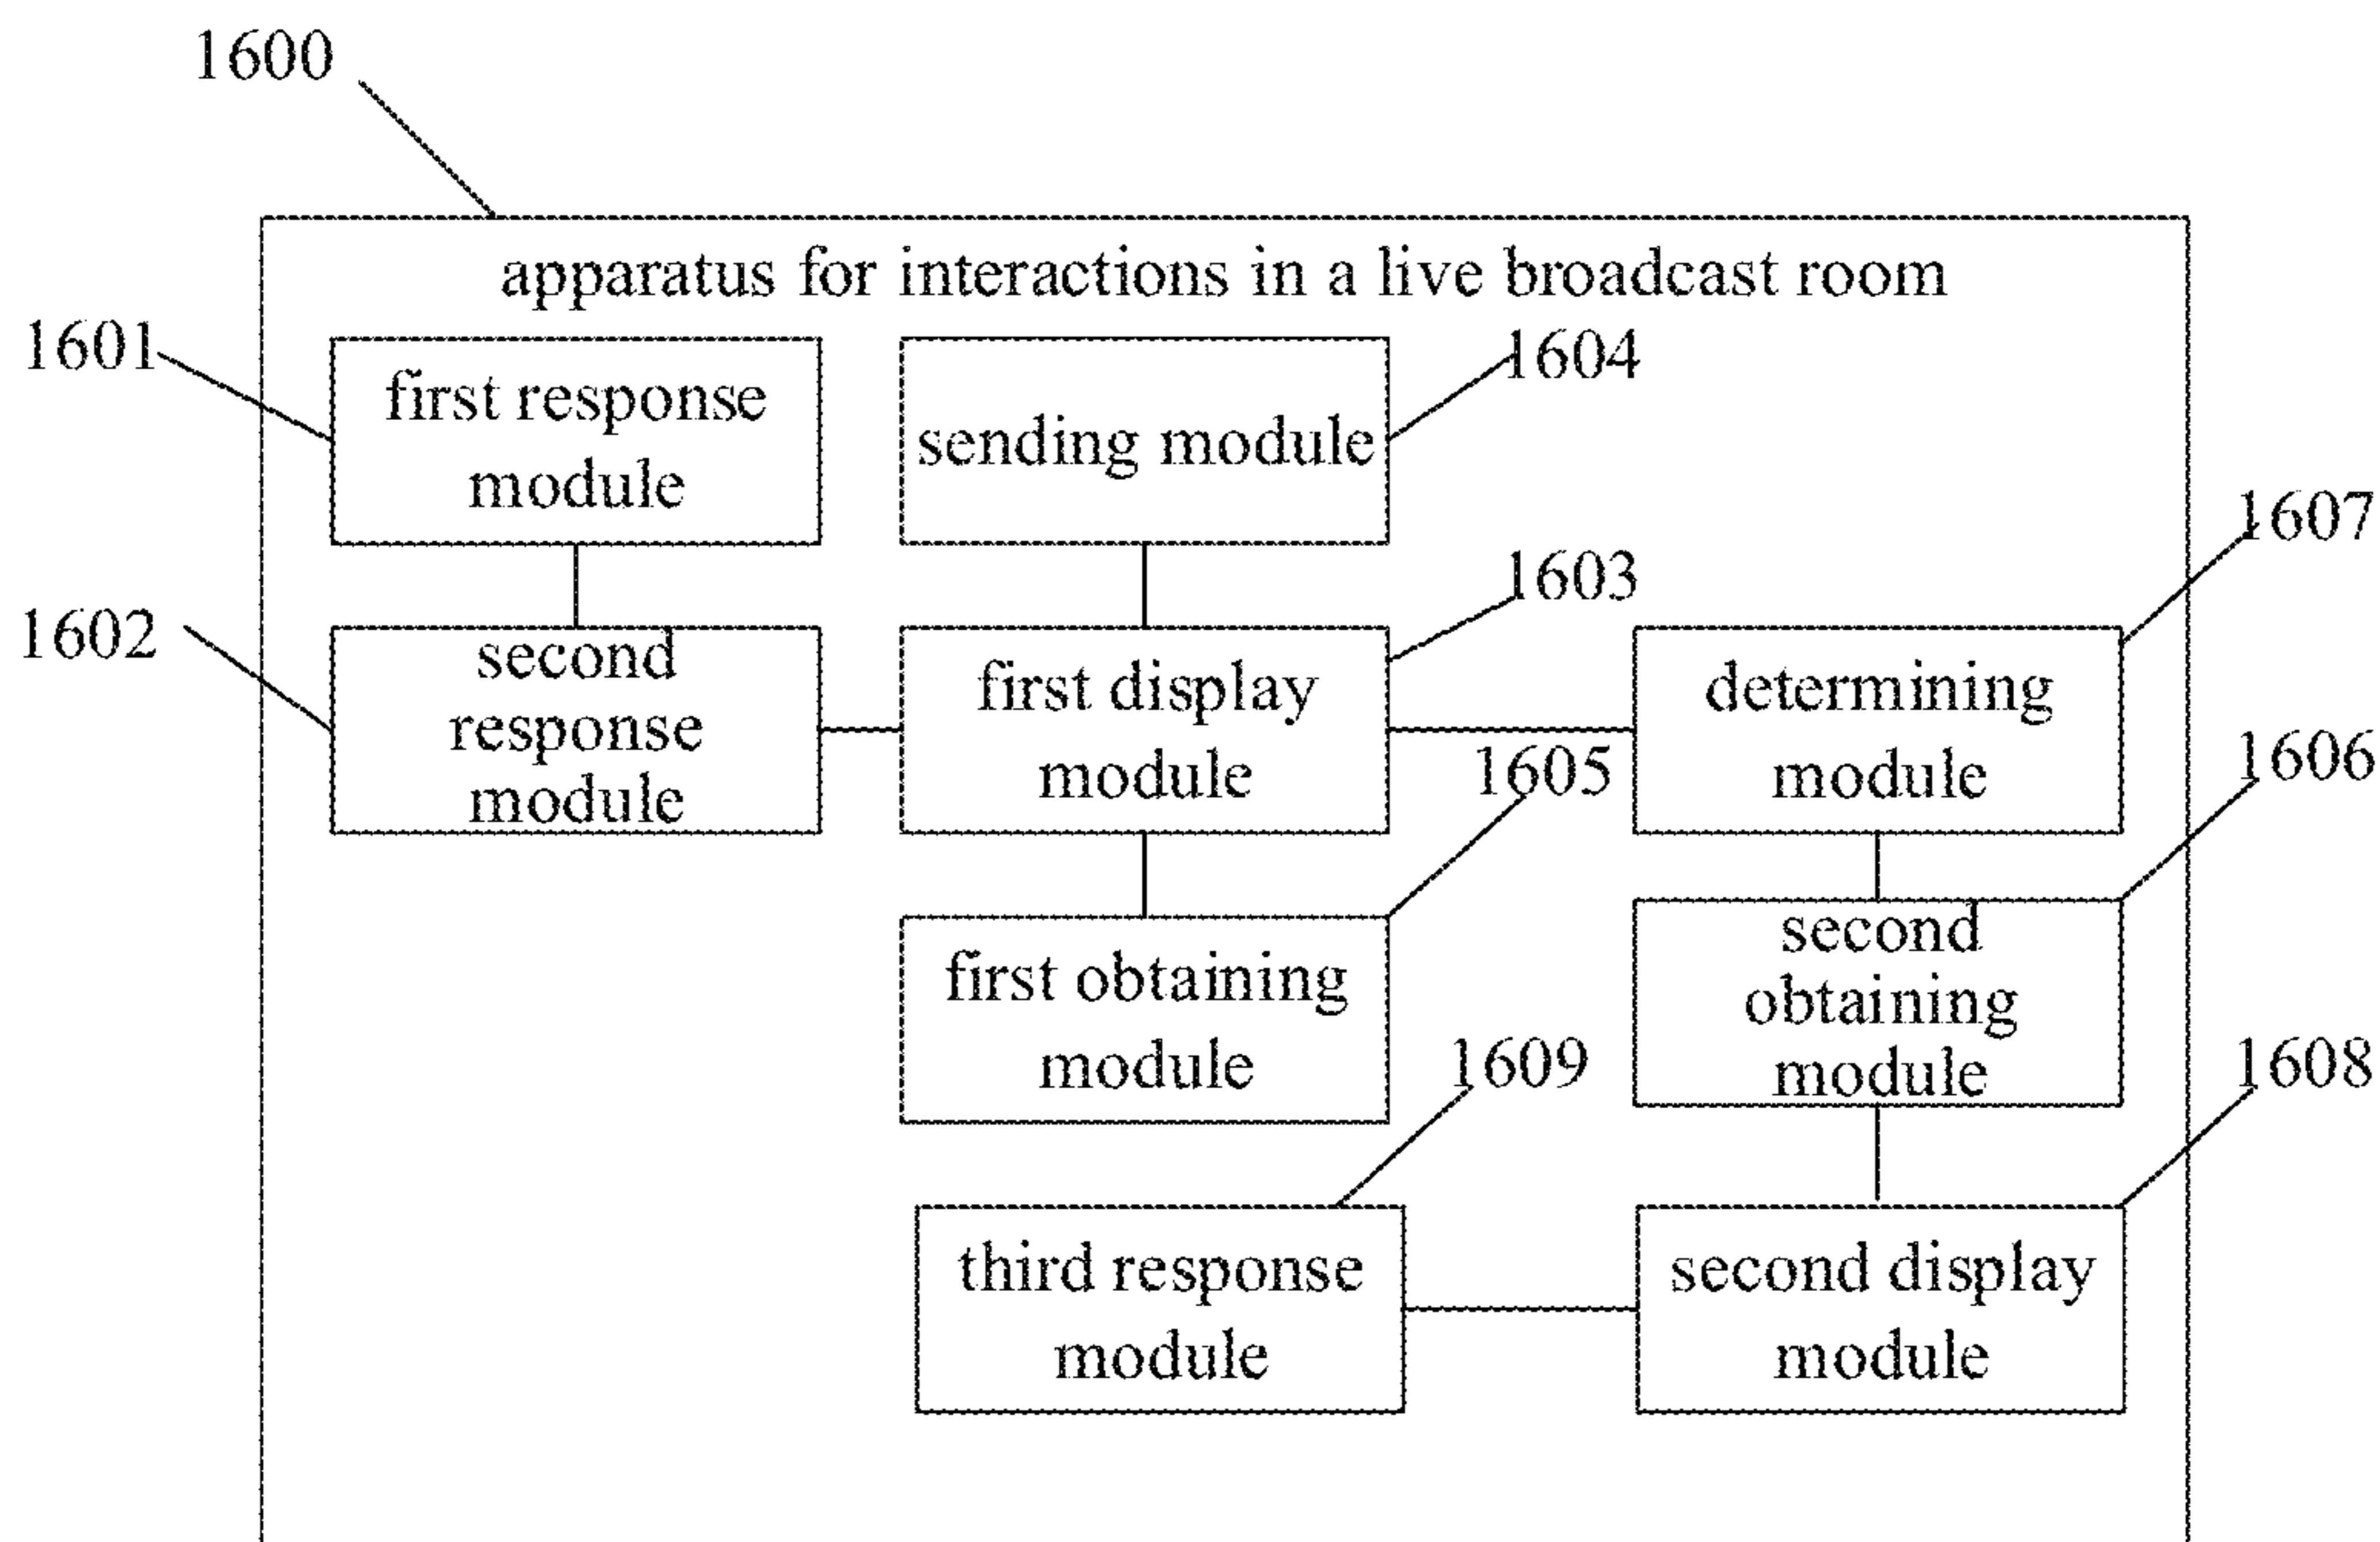 1600
apparatus for interactions in a live broadcast room
1601
first response
module
sending module
1604
1602
second
response
module
first display
module
1603
determining
module
1607
first obtaining
module
1605
second
obtaining
module
1606
third response
module
1609
second display
module
1608